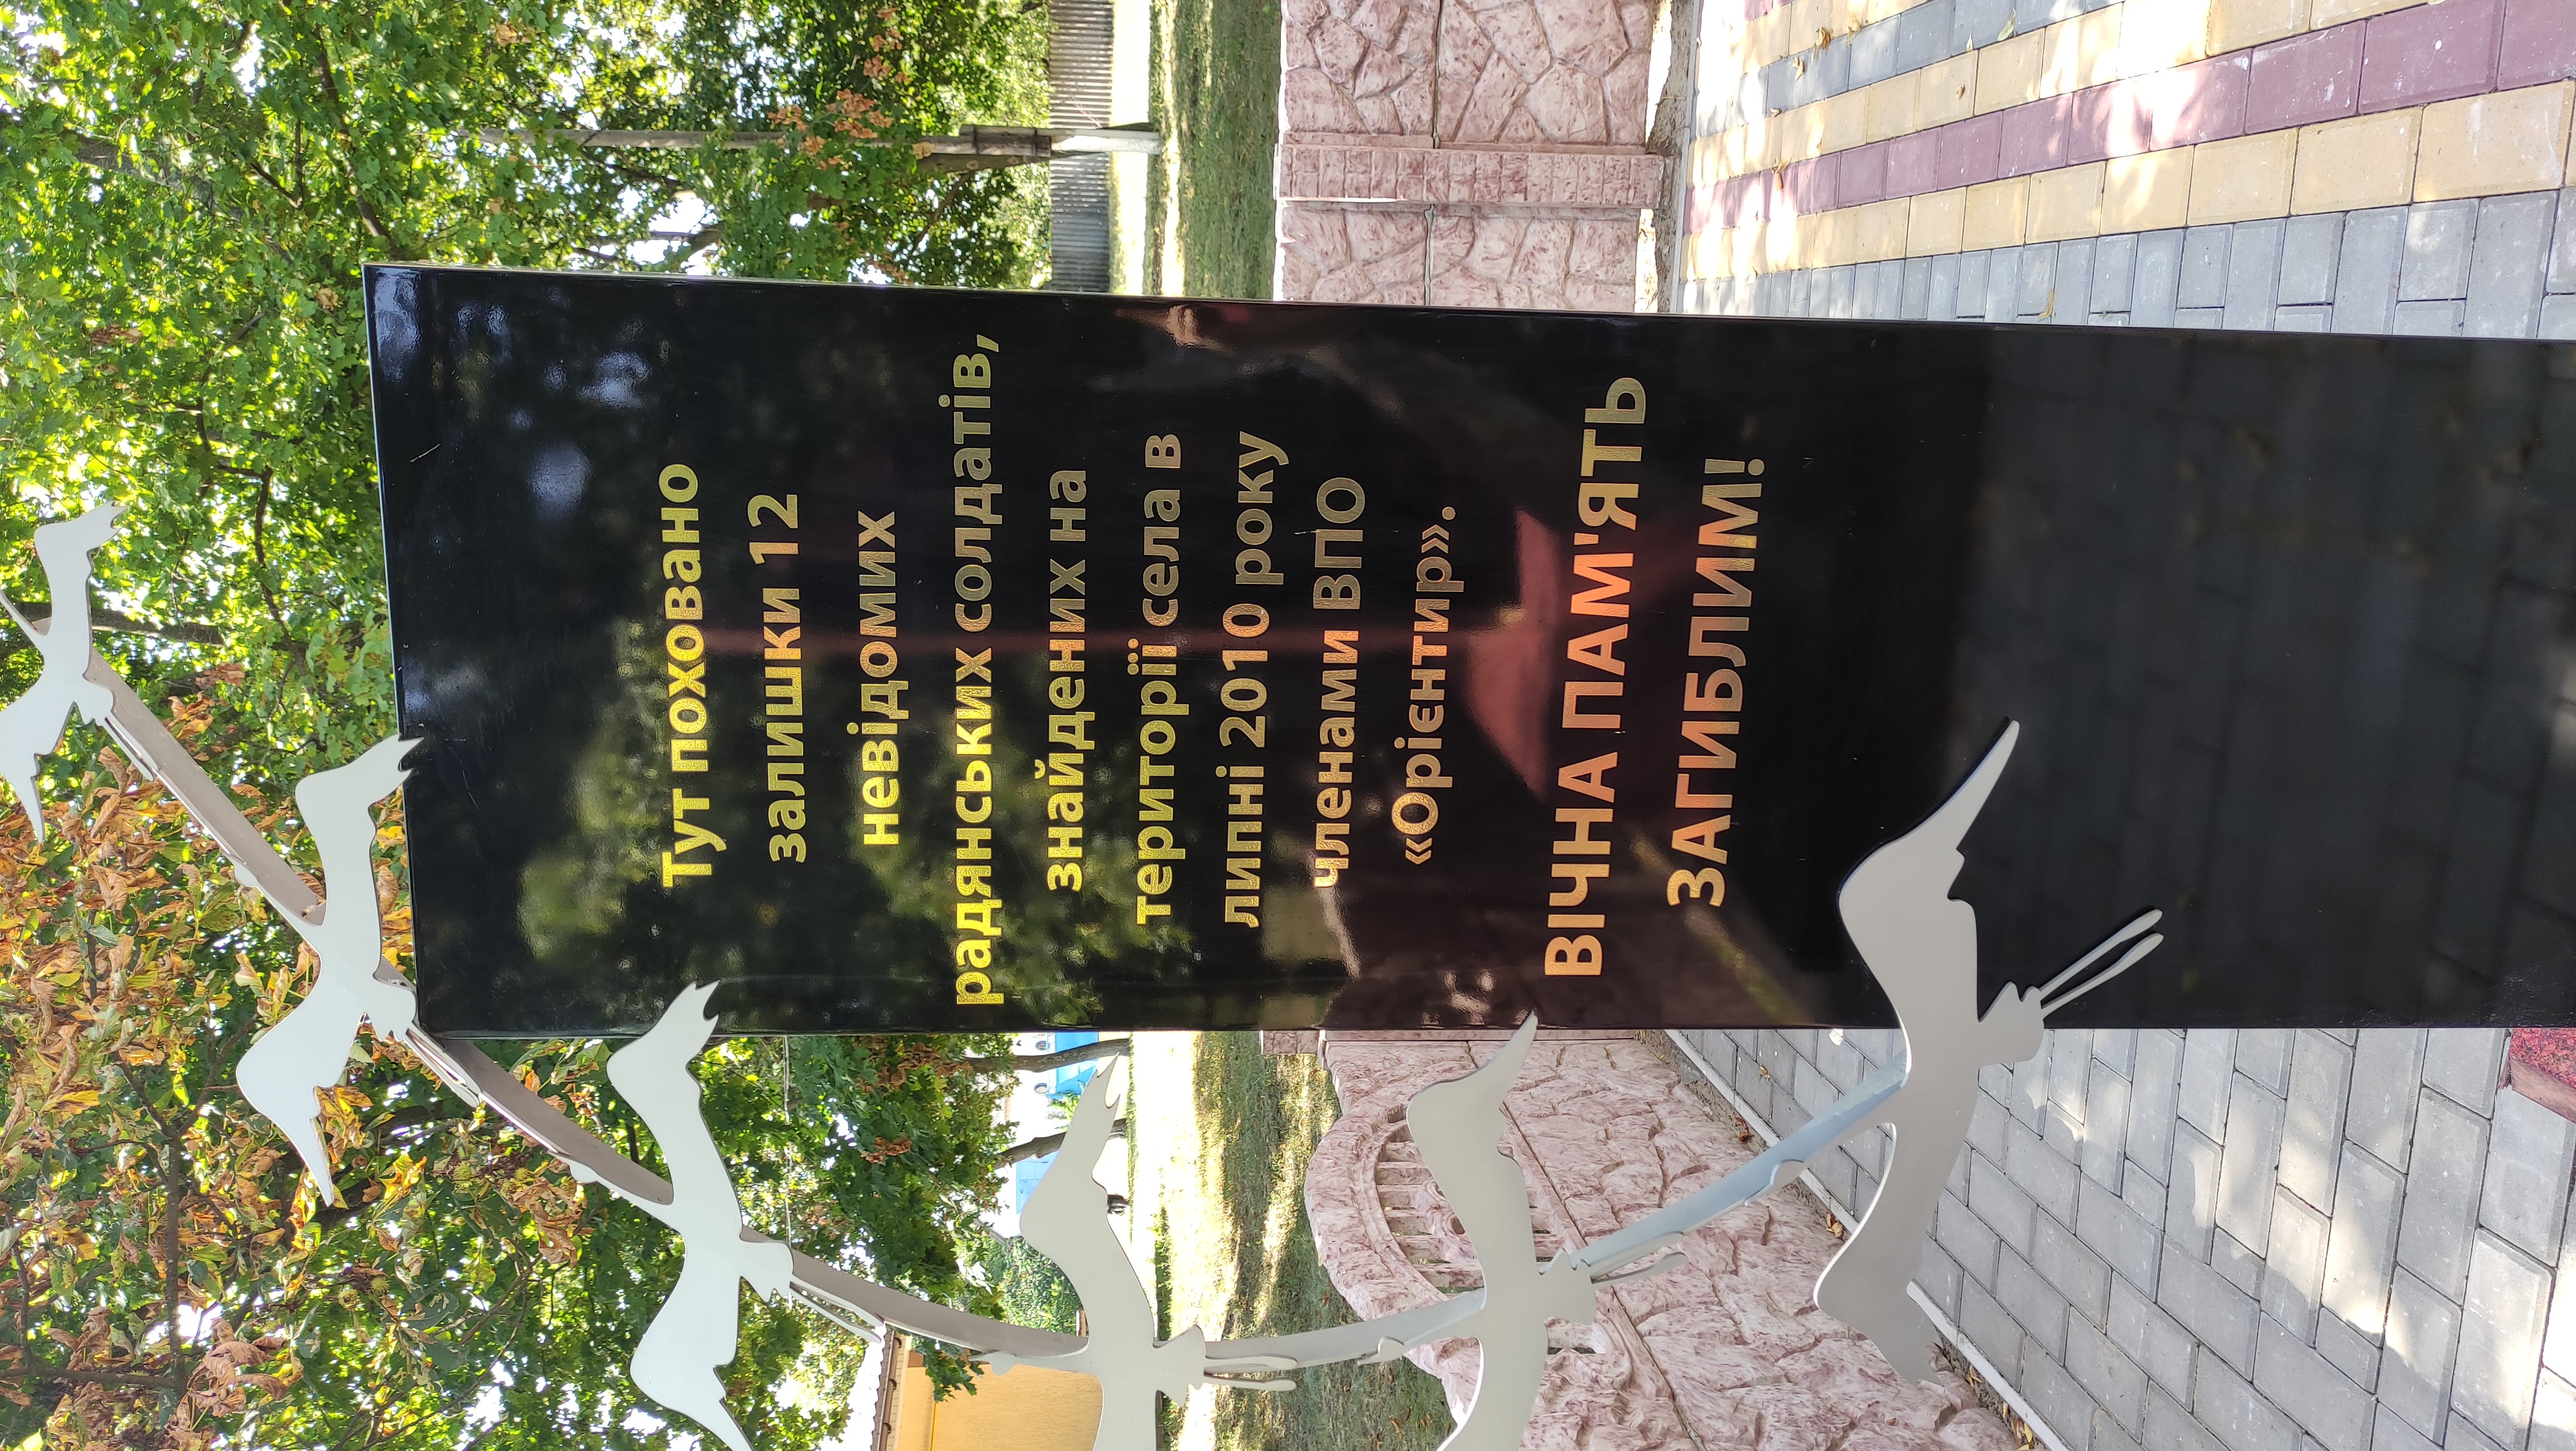 Тут поховано
залишки 12
невідомих
радянських солдатів,
знайдених на
території села в
липні 2010 року
членами ВПО
«Орієнтир».
ВІЧНА ПАМ'ЯТЬ
ЗАГИБЛИМ!